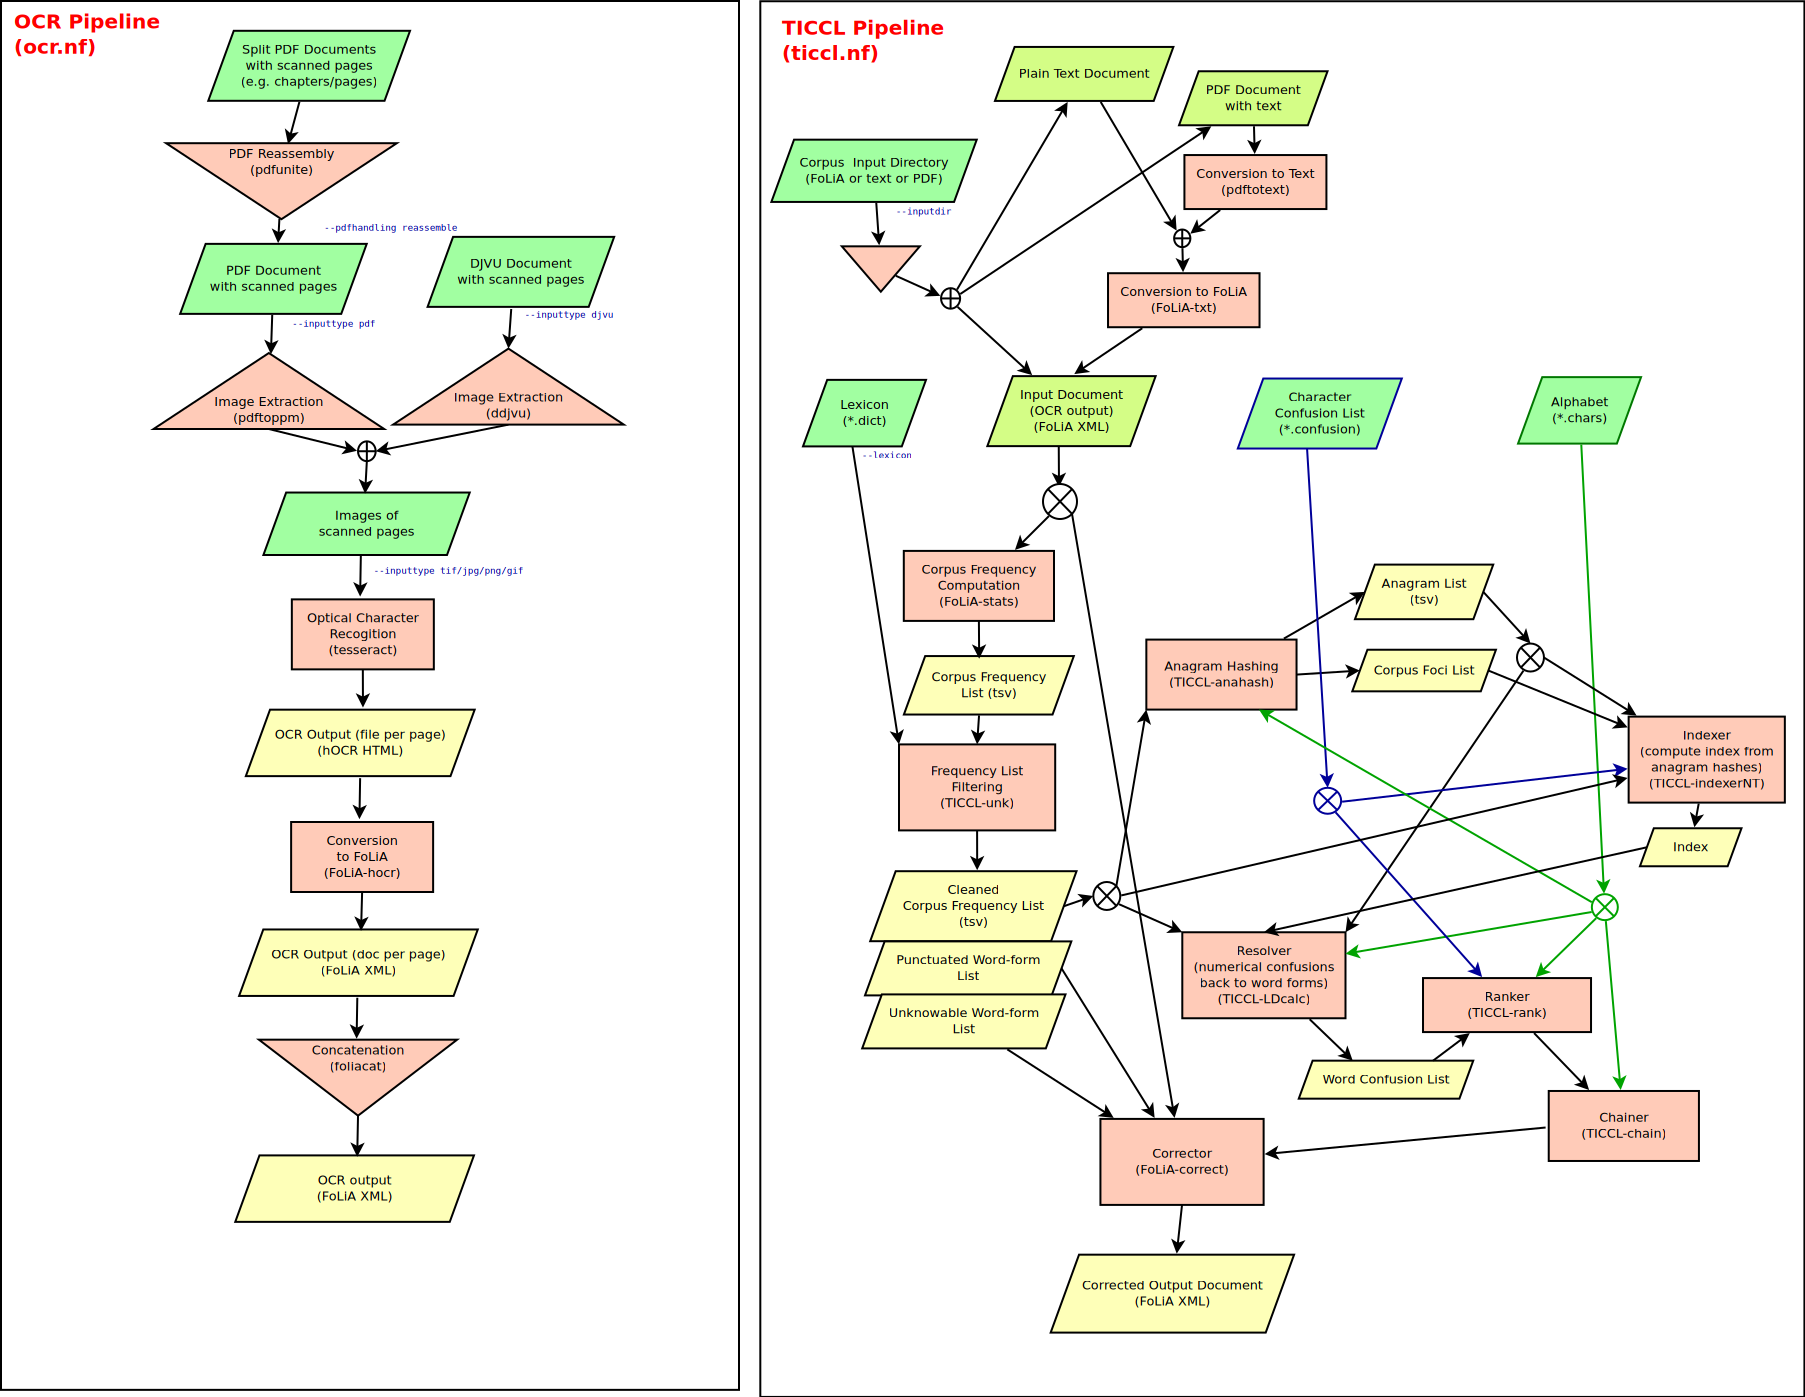 OCR Pipeline
(ocr.nf)
Split PDF Documents
with scanned pages
(e.g. chapters/pages)
PDF Reassembly
(pdfunite)
--pdfhandling reassemble
PDF Document
with scanned pages
DJVU Document
with scanned pages
--inputtype pdf
--inputtype djvu
Image Extraction
(pdftoppm)
Image Extraction
(ddjvu)
Images of
scanned pages
--inputtype tif/jpg/png/gif
Optical Character
Recogition
(tesseract)
OCR Output (file per page)
(hOCR HTML)
Conversion
to FoLiA
(FoLiA-hocr)
OCR Output (doc per page)
(FoLiA XML)
Concatenation
(foliacat)
OCR output
(FoLiA XML)
TICCL Pipeline
(ticcl.nf)
Plain Text Document
PDF Document
with text
Corpus  Input Directory
(FoLiA or text or PDF)
--inputdir
Conversion to Text
(pdftotext)
Conversion to FoLiA
(FoLiA-txt)
Lexicon
(*.dict)
--lexicon
Input Document
(OCR output)
(FoLiA XML)
Character
Confusion List
(*.confusion)
Alphabet
(*.chars)
Corpus Frequency
Computation
(FoLiA-stats)
Anagram List
(tsv)
Corpus Frequency
List (tsv)
Anagram Hashing
(TICCL-anahash)
Corpus Foci List
Frequency List
Filtering
(TICCL-unk)
Indexer
(compute index from
anagram hashes)
(TICCL-indexerNT)
Index
Cleaned
Corpus Frequency List
(tsv)
Punctuated Word-form
List
Unknowable Word-form
List
Resolver
(numerical confusions
back to word forms)
(TICCL-LDcalc)
Ranker
(TICCL-rank)
Word Confusion List
Chainer
(TICCL-chain)
Corrector
(FoLiA-correct)
Corrected Output Document
(FoLiA XML)